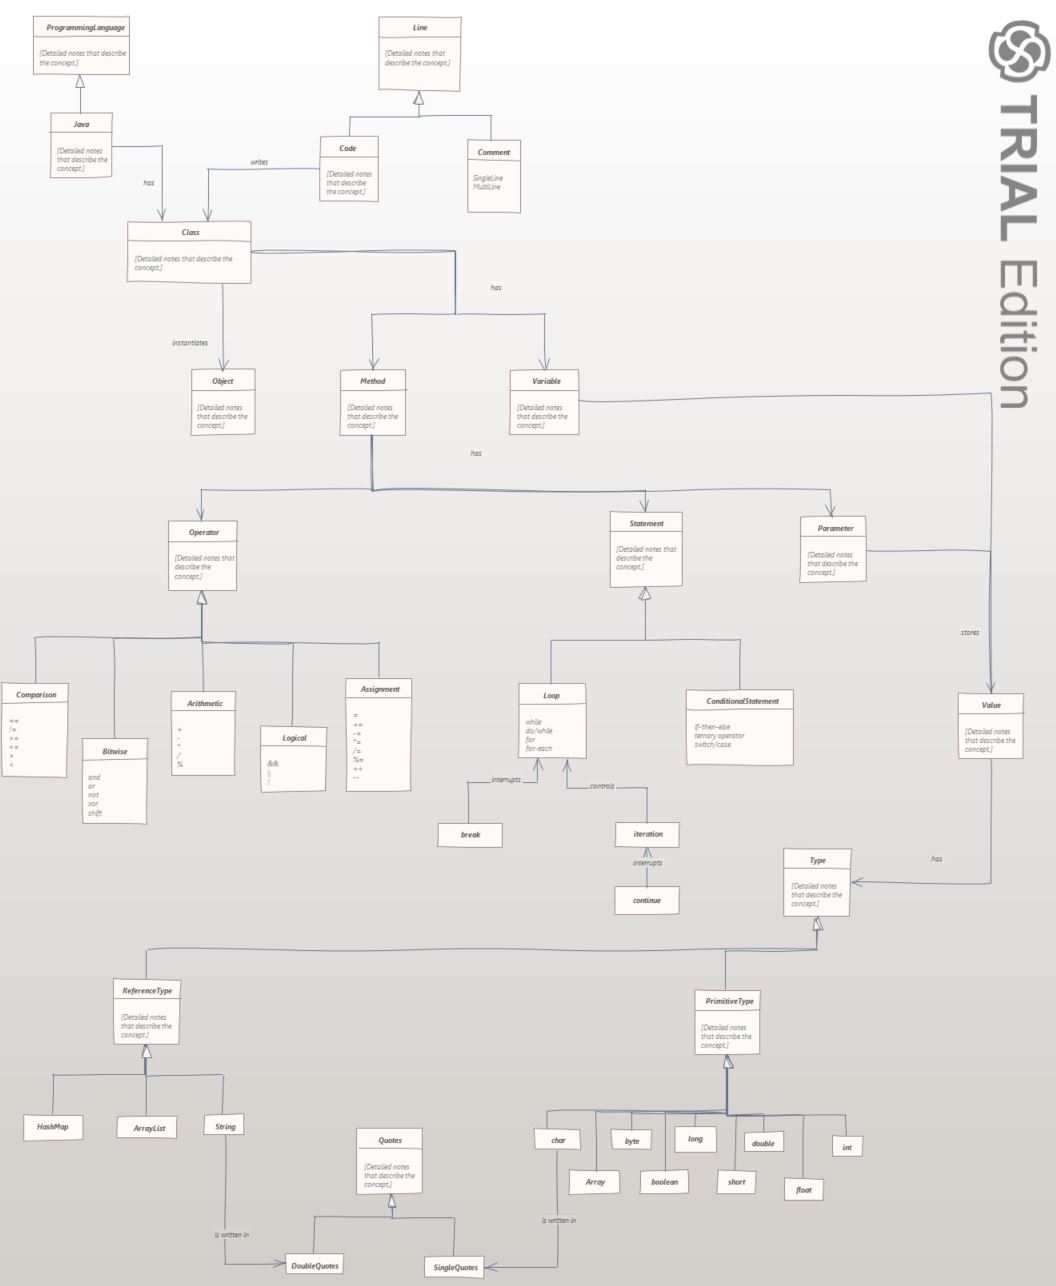 ProgrammingLanguage
[Detailed notes that describe
the concept.]
Line
[Detailed notes that
describe the concept.]
TRIAL Edition
Java
[Detailed notes
that describe the
concept.]
has
writes
Code
[Detailed notes
that describe
the concept.]
Comment
SingleLine
MultiLine
Class
[Detailed notes that describe the
concept.]
has
instantiates
Object
[Detailed notes
that describe the
concept.]
Method
[Detailed notes
that describe the
concept.]
Variable
[Detailed notes
that describe the
concept.]
has
Operator
[Detailed notes that
describe the
concept.]
Statement
[Detailed notes that
describe the
concept.]
Parameter
[Detailed notes
that describe the
concept.]
stores
Comparison
==
!=
>=
<=
>
<
Bitwise
and
or
not
xor
shift
Arithmetic
+
-
*
/
%
Logical
&&
||
!
Assignment
=
+=
-=
*=
/=
%=
++
--
Loop
while
do/while
for
for-each
ConditionalStatement
if-then-else
ternary operator
switch/case
Value
[Detailed notes
that describe the
concept.]
interrupts
controls
break
iteration
interrupts
continue
Type
[Detailed notes
that describe the
concept.]
has
ReferenceType
[Detailed notes
that describe the
concept.]
PrimitiveType
[Detailed notes
that describe the
concept.]
HashMap
ArrayList
String
Quotes
[Detailed notes
that describe the
concept.]
char
byte
long
double
int
Array
boolean
short
float
is written in
is written in
DoubleQuotes
SingleQuotes